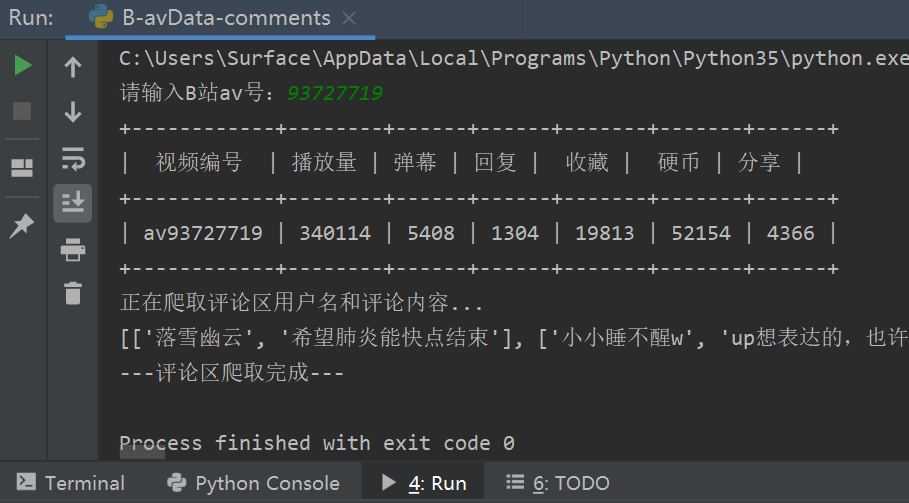 Run: B-avData-comments
C:\Users\Surface\AppData\Local\Programs\Python\Python35\python.exe
请输入B站av号：93727719
+------------+--------+------+------+-------+-------+------+
|  视频编号  | 播放量 | 弹幕 | 回复 |  收藏 |  硬币 | 分享 |
+------------+--------+------+------+-------+-------+------+
| av93727719 | 340114 | 5408 | 1304 | 19813 | 52154 | 4366 |
+------------+--------+------+------+-------+-------+------+
正在爬取评论区用户名和评论内容...
[['落雪幽云', '希望肺炎能快点结束'], ['小小睡不醒w', 'up想表达的，也许
---评论区爬取完成---
Process finished with exit code 0
Terminal Python Console 4: Run 6: TODO